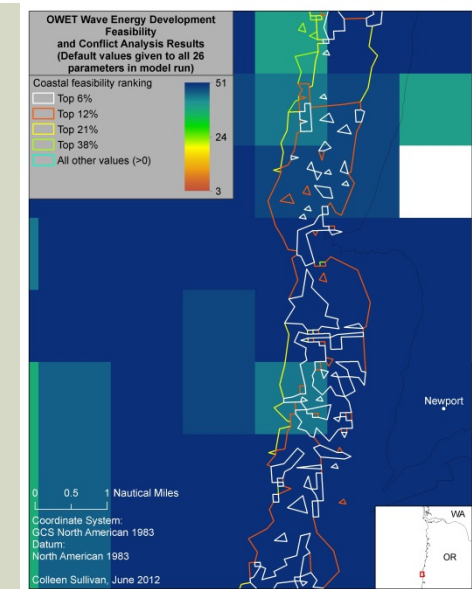 OWET Wave Energy Development
Feasibility
and Conflict Analysis Results
(Default values given to all 26
parameters in model run)
Coastal feasibility ranking
Top 6%
Top 12%
Top 21%
Top 38%
All other values (>0)
51
24
3
Newport
0 0.5 1 Nautical Miles
Coordinate System:
GCS North American 1983
Datum:
North American 1983
Colleen Sullivan, June 2012
WA
OR